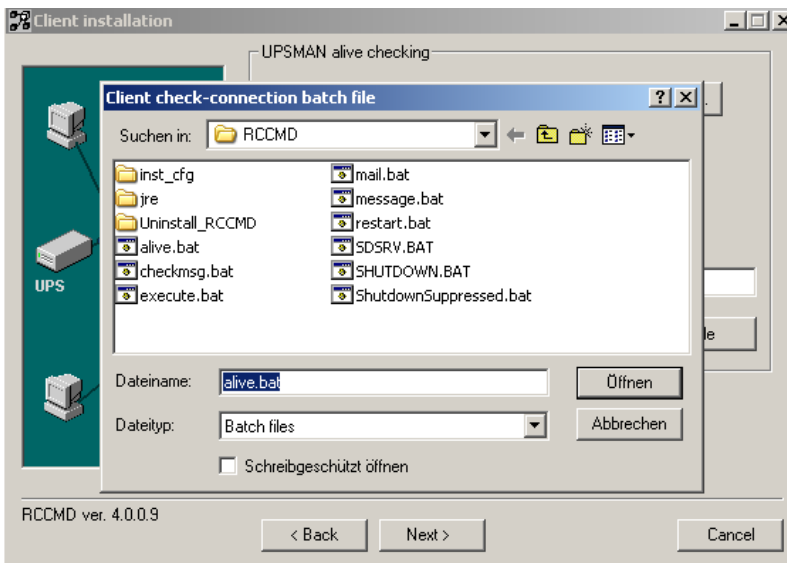 Client installation
UPSMAN alive checking
Client check-connection batch file
Suchen in: RCCMD
inst_cfg
jre
Uninstall_RCCMD
alive.bat
checkmsg.bat
execute.bat
mail.bat
message.bat
restart.bat
SDSRV.BAT
SHUTDOWN.BAT
ShutdownSuppressed.bat
UPS
Dateiname: alive.bat
Öffnen
Dateityp: Batch files
Abbrechen
Schreibgeschützt öffnen
RCCMD ver. 4.0.0.9
< Back
Next >
Cancel